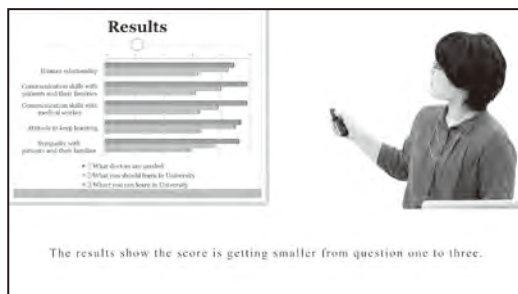 Results
Human relationship
Communication skills with
patients and their families
Communication skills with
medical worker
Attitude to keep learning
Sympathy with
patients and their families
1 What doctors are needed
2 What you should learn in University
3 What you can learn in University
The results show the score is getting smaller from question one to three.